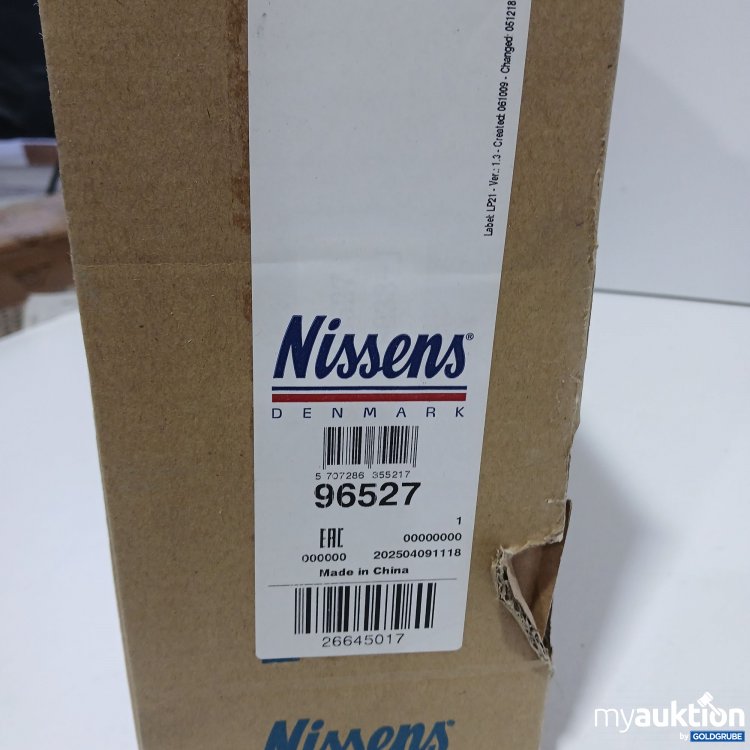 Label: LP21 - Ver.: 1.3 - Created: 061009 - Changed: 051218
Nissens®
DENMARK
5 707286 355217
96527
1
EAC 00000000
000000 202504091118
Made in China
26645017
Nissens
myauktion
by GOLDGRUBE